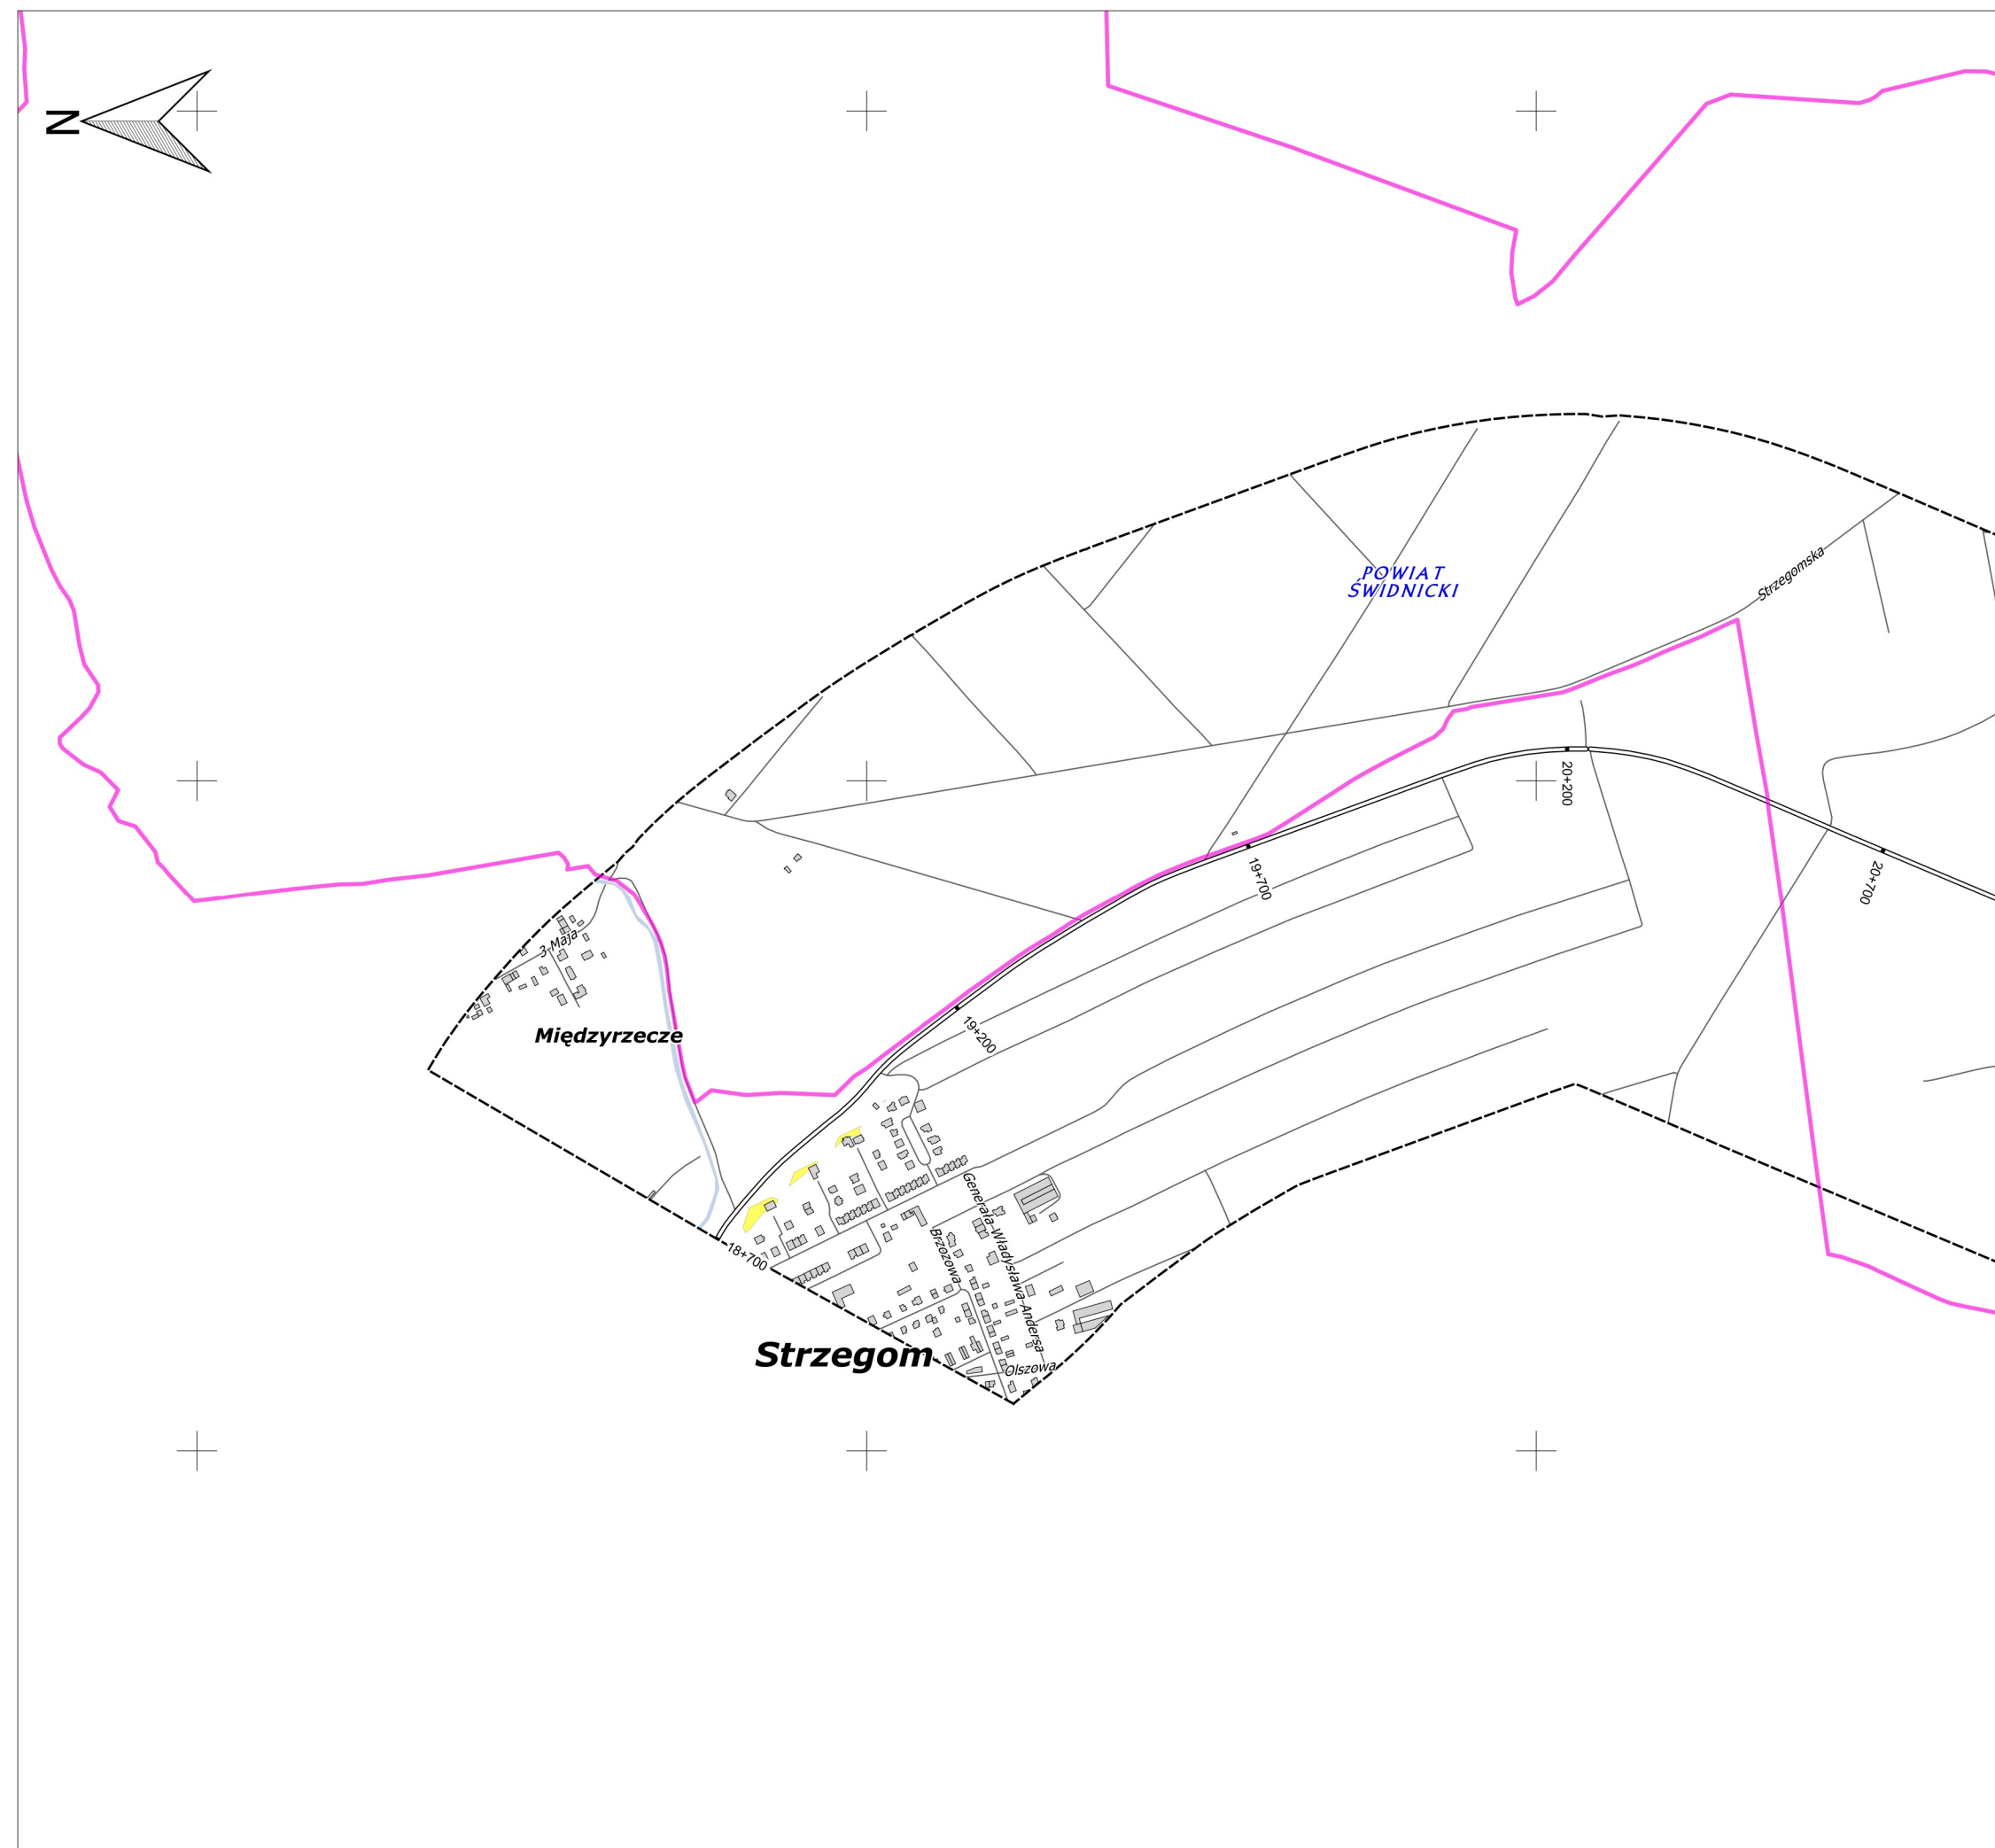 N
POWIAT
ŚWIDNICKI
Strzegomska
20+200
19+700
20+700
3 Maja
Międzyrzecze
19+200
Generała Władysława Andersa
Brzozowa
18+700
Strzegom
Olszowa